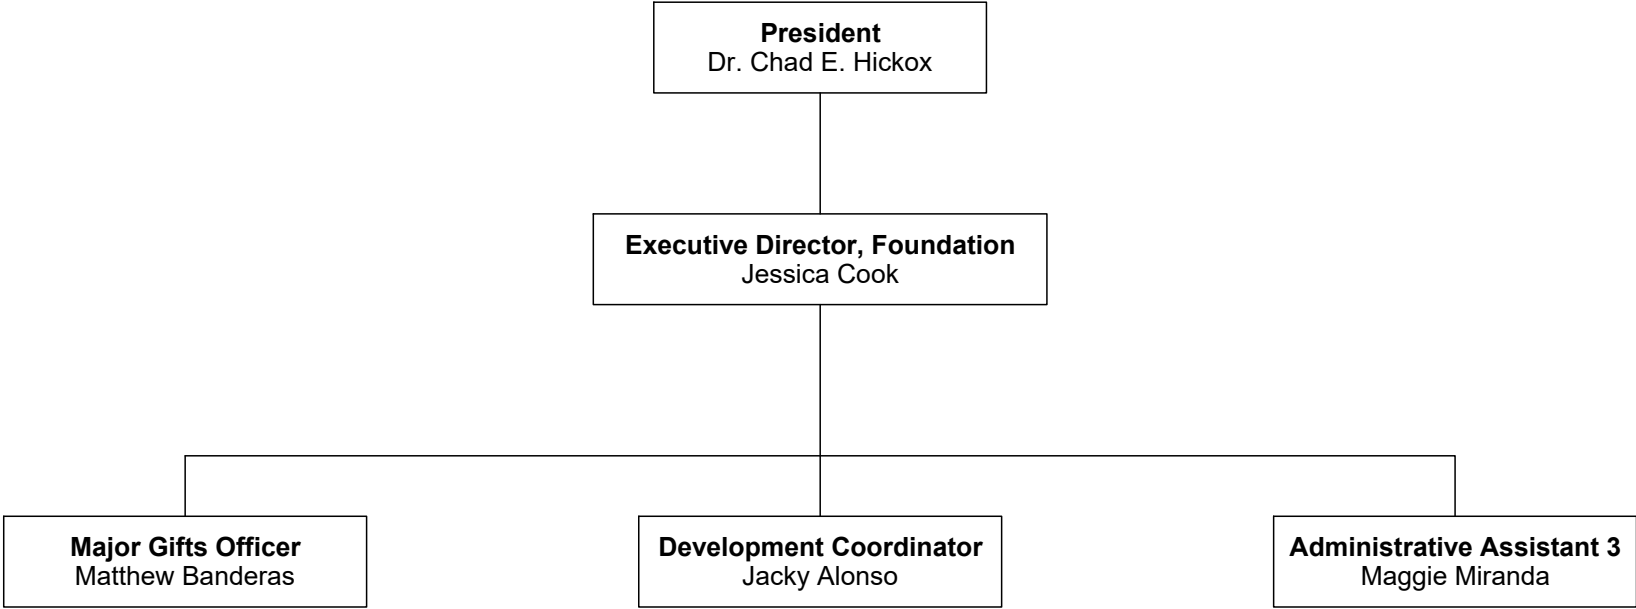 President
Dr. Chad E. Hickox
Executive Director, Foundation
Jessica Cook
Major Gifts Officer
Matthew Banderas
Development Coordinator
Jacky Alonso
Administrative Assistant 3
Maggie Miranda